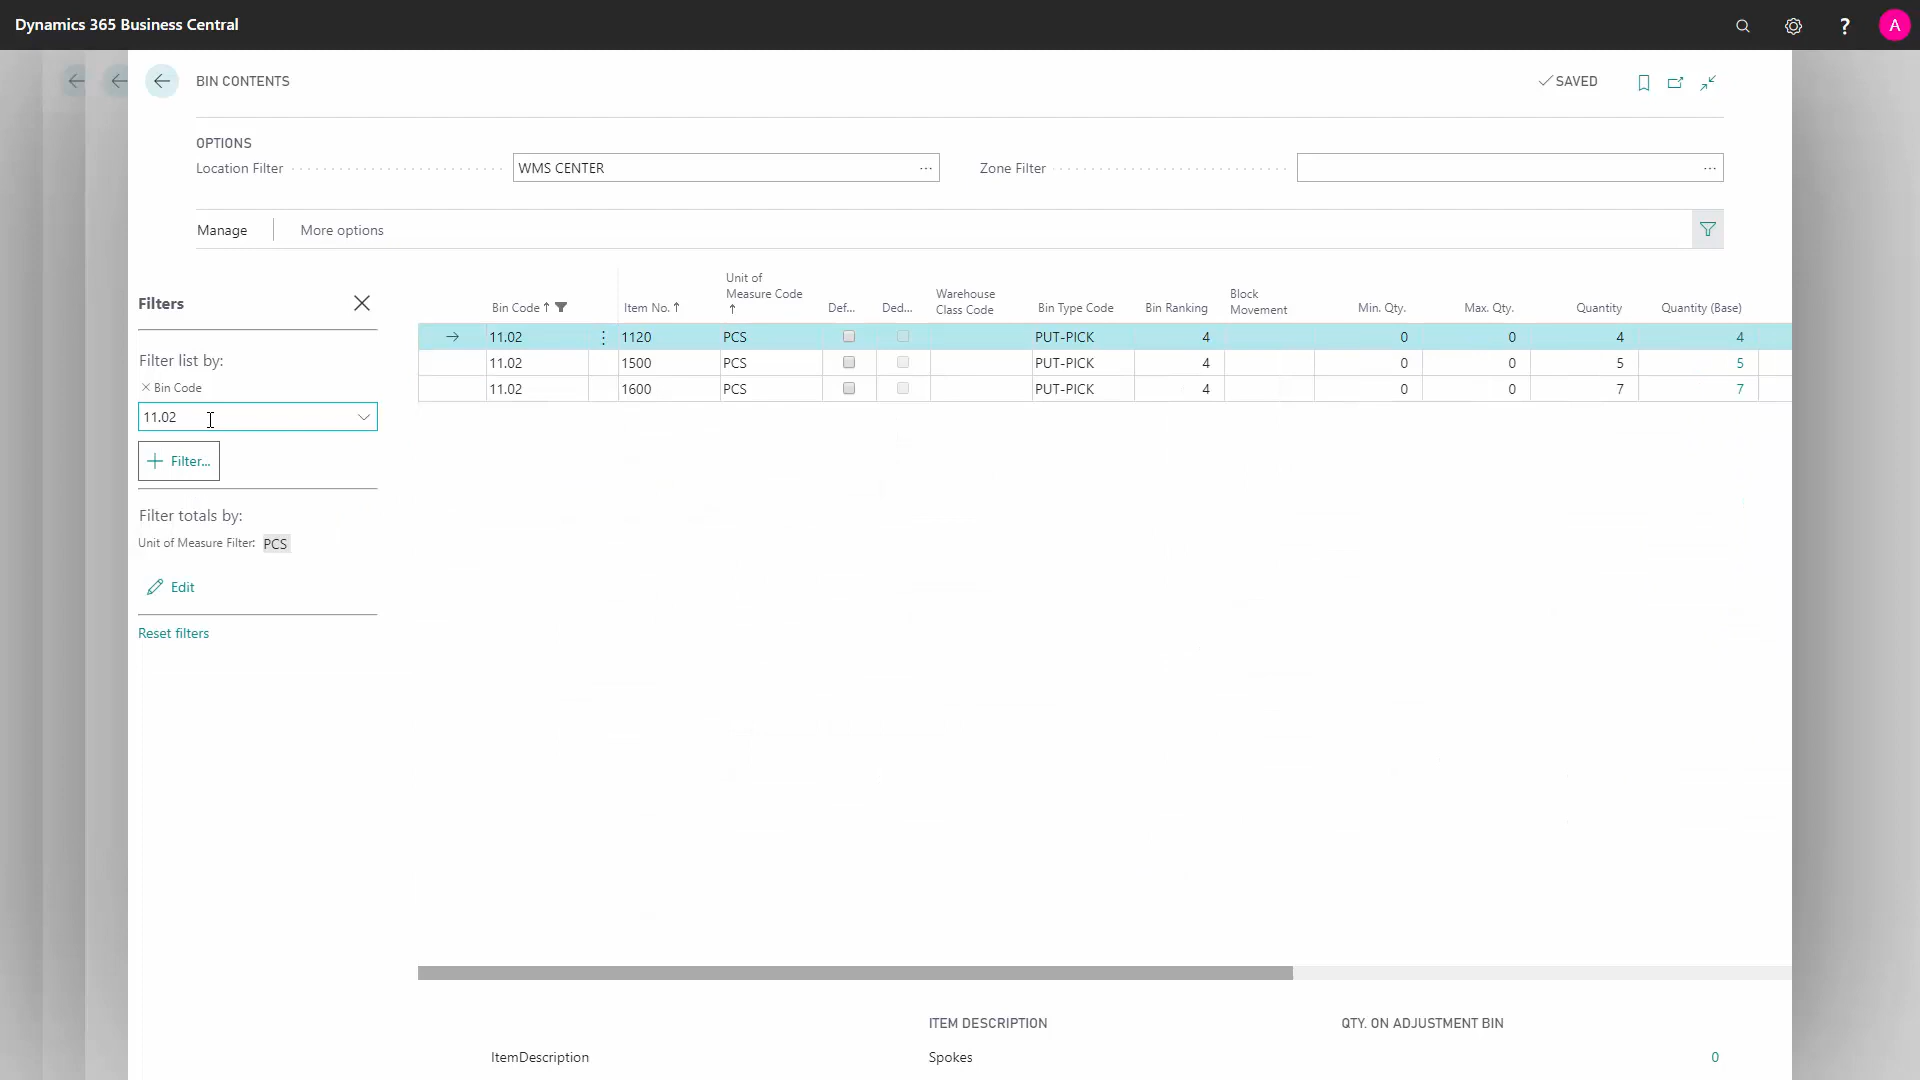 Dynamics 365 Business Central
?
A
BIN CONTENTS
SAVED
OPTIONS
Location Filter
WMS CENTER
...
Zone Filter
...
Manage
More options
Filters
Filter list by:
× Bin Code
11.02
+ Filter...
Filter totals by:
Unit of Measure Filter: PCS
Edit
Reset filters
Bin Code ↑ Item No. ↑ Unit of Measure Code ↑ Def... Ded... Warehouse Class Code Bin Type Code Bin Ranking Block Movement Min. Qty. Max. Qty. Quantity Quantity (Base)
→ 11.02 ⋮ 1120 PCS PUT-PICK 4 0 0 4 4
11.02 1500 PCS PUT-PICK 4 0 0 5 5
11.02 1600 PCS PUT-PICK 4 0 0 7 7
ITEM DESCRIPTION QTY. ON ADJUSTMENT BIN
ItemDescription Spokes 0